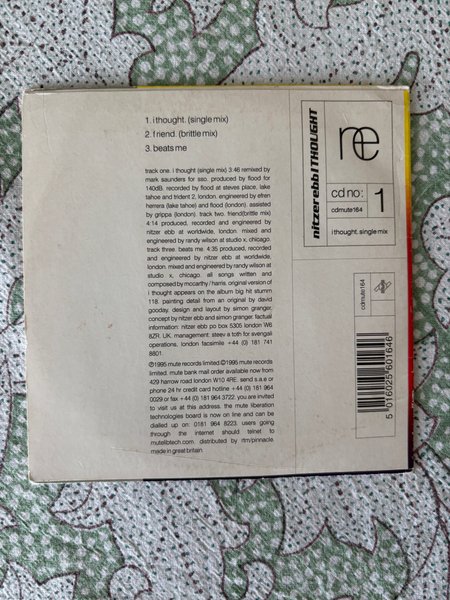 1. i thought. (single mix)
2. friend. (brittle mix)
3. beats me
track one. i thought (single mix) 3:46 remixed by
mark saunders for sso. produced by flood for
140dB. recorded by flood at steves place, lake
tahoe and trident 2, london. engineered by efren
herrera (lake tahoe) and flood (london). assisted
by grippa (london). track two. friend(brittle mix)
4:14 produced, recorded and engineered by
nitzer ebb at worldwide, london. mixed and
engineered by randy wilson at studio x, chicago.
track three. beats me. 4:35 produced, recorded
and engineered by nitzer ebb at worldwide,
london. mixed and engineered by randy wilson at
studio x, chicago. all songs written and
composed by mccarthy / harris. original version of
i thought appears on the album big hit stumm
118. painting detail from an original by david
gooday. design and layout by simon granger.
concept by nitzer ebb and simon granger. factual
information: nitzer ebb po box 5305 london W6
8ZR. UK. management. steev a toth for svengali
operations, london facsimile +44 (0) 181 741
8801.
℗1995 mute records limited.©1995 mute records
limited. mute bank mail order available now from
429 harrow road london W10 4RE. send s.a.e or
phone 24 hr credit card hotline +44 (0) 181 964
0029 or fax +44 (0) 181 964 3722. you are invited
to visit us at this address. the mute liberation
technologies board is now on line and can be
dialled up on: 0181 964 8223. users going
through the internet should telnet to
mutelibtech.com. distributed by rtm/pinnacle.
made in great britain
nitzer ebb I THOUGHT
ne
cd no: 1
cdmute164
i thought. single mix
cdmute164
5 016025 601646